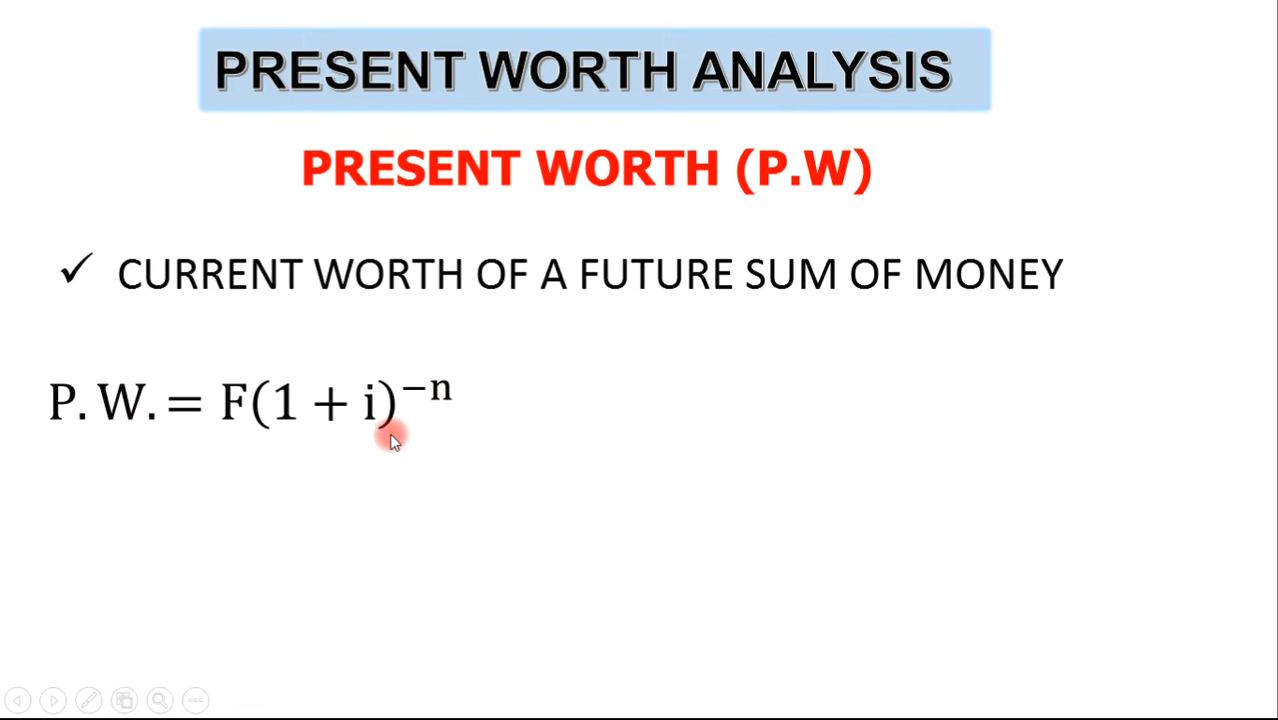 PRESENT WORTH ANALYSIS
PRESENT WORTH (P.W)
✓ CURRENT WORTH OF A FUTURE SUM OF MONEY
P. W. = F(1 + i)⁻ⁿ